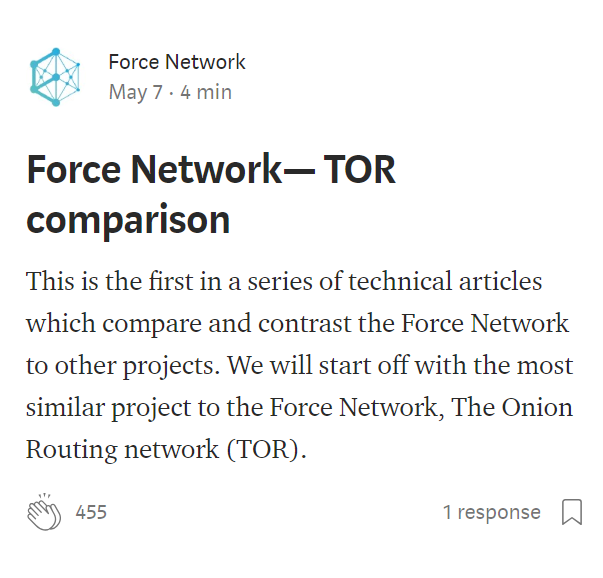 Force Network
May 7 · 4 min
Force Network— TOR
comparison
This is the first in a series of technical articles
which compare and contrast the Force Network
to other projects. We will start off with the most
similar project to the Force Network, The Onion
Routing network (TOR).
455
1 response